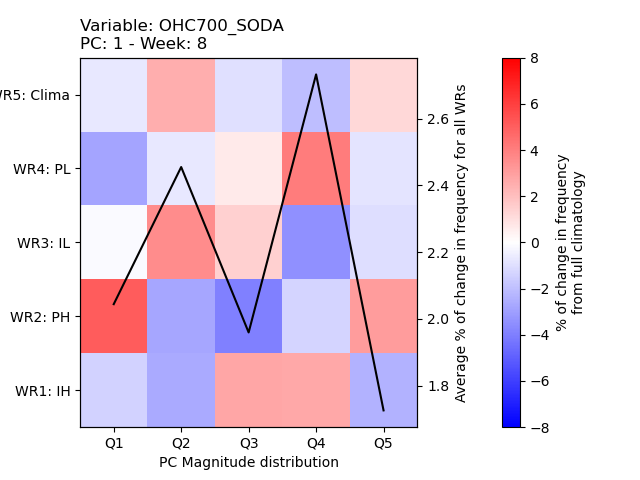 Variable: OHC700_SODA
PC: 1 - Week: 8
WR5: Clima
WR4: PL
WR3: IL
WR2: PH
WR1: IH
Q1 Q2 Q3 Q4 Q5
PC Magnitude distribution
2.6
2.4
2.2
2.0
1.8
Average % of change in frequency for all WRs
8
6
4
2
0
−2
−4
−6
−8
% of change in frequency
from full climatology